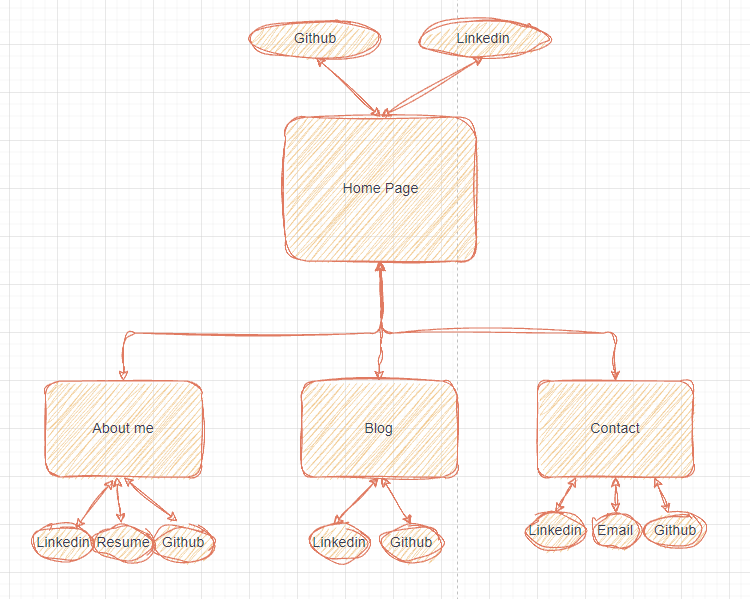 Github
Linkedin
Home Page
About me
Blog
Contact
Linkedin
Resume
Github
Linkedin
Github
Linkedin
Email
Github